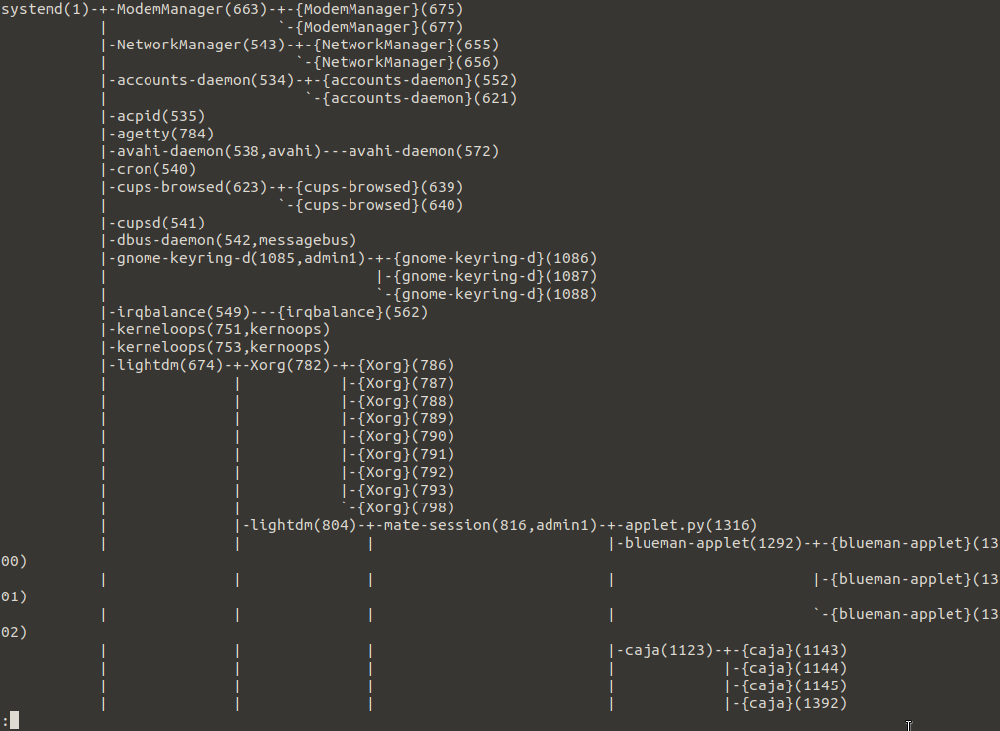 systemd(1)-+-ModemManager(663)-+-{ModemManager}(675)
           |                   `-{ModemManager}(677)
           |-NetworkManager(543)-+-{NetworkManager}(655)
           |                     `-{NetworkManager}(656)
           |-accounts-daemon(534)-+-{accounts-daemon}(552)
           |                      `-{accounts-daemon}(621)
           |-acpid(535)
           |-agetty(784)
           |-avahi-daemon(538,avahi)---avahi-daemon(572)
           |-cron(540)
           |-cups-browsed(623)-+-{cups-browsed}(639)
           |                   `-{cups-browsed}(640)
           |-cupsd(541)
           |-dbus-daemon(542,messagebus)
           |-gnome-keyring-d(1085,admin1)-+-{gnome-keyring-d}(1086)
           |                              |-{gnome-keyring-d}(1087)
           |                              `-{gnome-keyring-d}(1088)
           |-irqbalance(549)---{irqbalance}(562)
           |-kerneloops(751,kernoops)
           |-kerneloops(753,kernoops)
           |-lightdm(674)-+-Xorg(782)-+-{Xorg}(786)
           |              |           |-{Xorg}(787)
           |              |           |-{Xorg}(788)
           |              |           |-{Xorg}(789)
           |              |           |-{Xorg}(790)
           |              |           |-{Xorg}(791)
           |              |           |-{Xorg}(792)
           |              |           |-{Xorg}(793)
           |              |           `-{Xorg}(798)
           |              |-lightdm(804)-+-mate-session(816,admin1)-+-applet.py(1316)
           |              |              |                          |-blueman-applet(1292)-+-{blueman-applet}(13
00)
           |              |              |                          |                      |-{blueman-applet}(13
01)
           |              |              |                          |                      `-{blueman-applet}(13
02)
           |              |              |                          |-caja(1123)-+-{caja}(1143)
           |              |              |                          |            |-{caja}(1144)
           |              |              |                          |            |-{caja}(1145)
           |              |              |                          |            |-{caja}(1392)
: